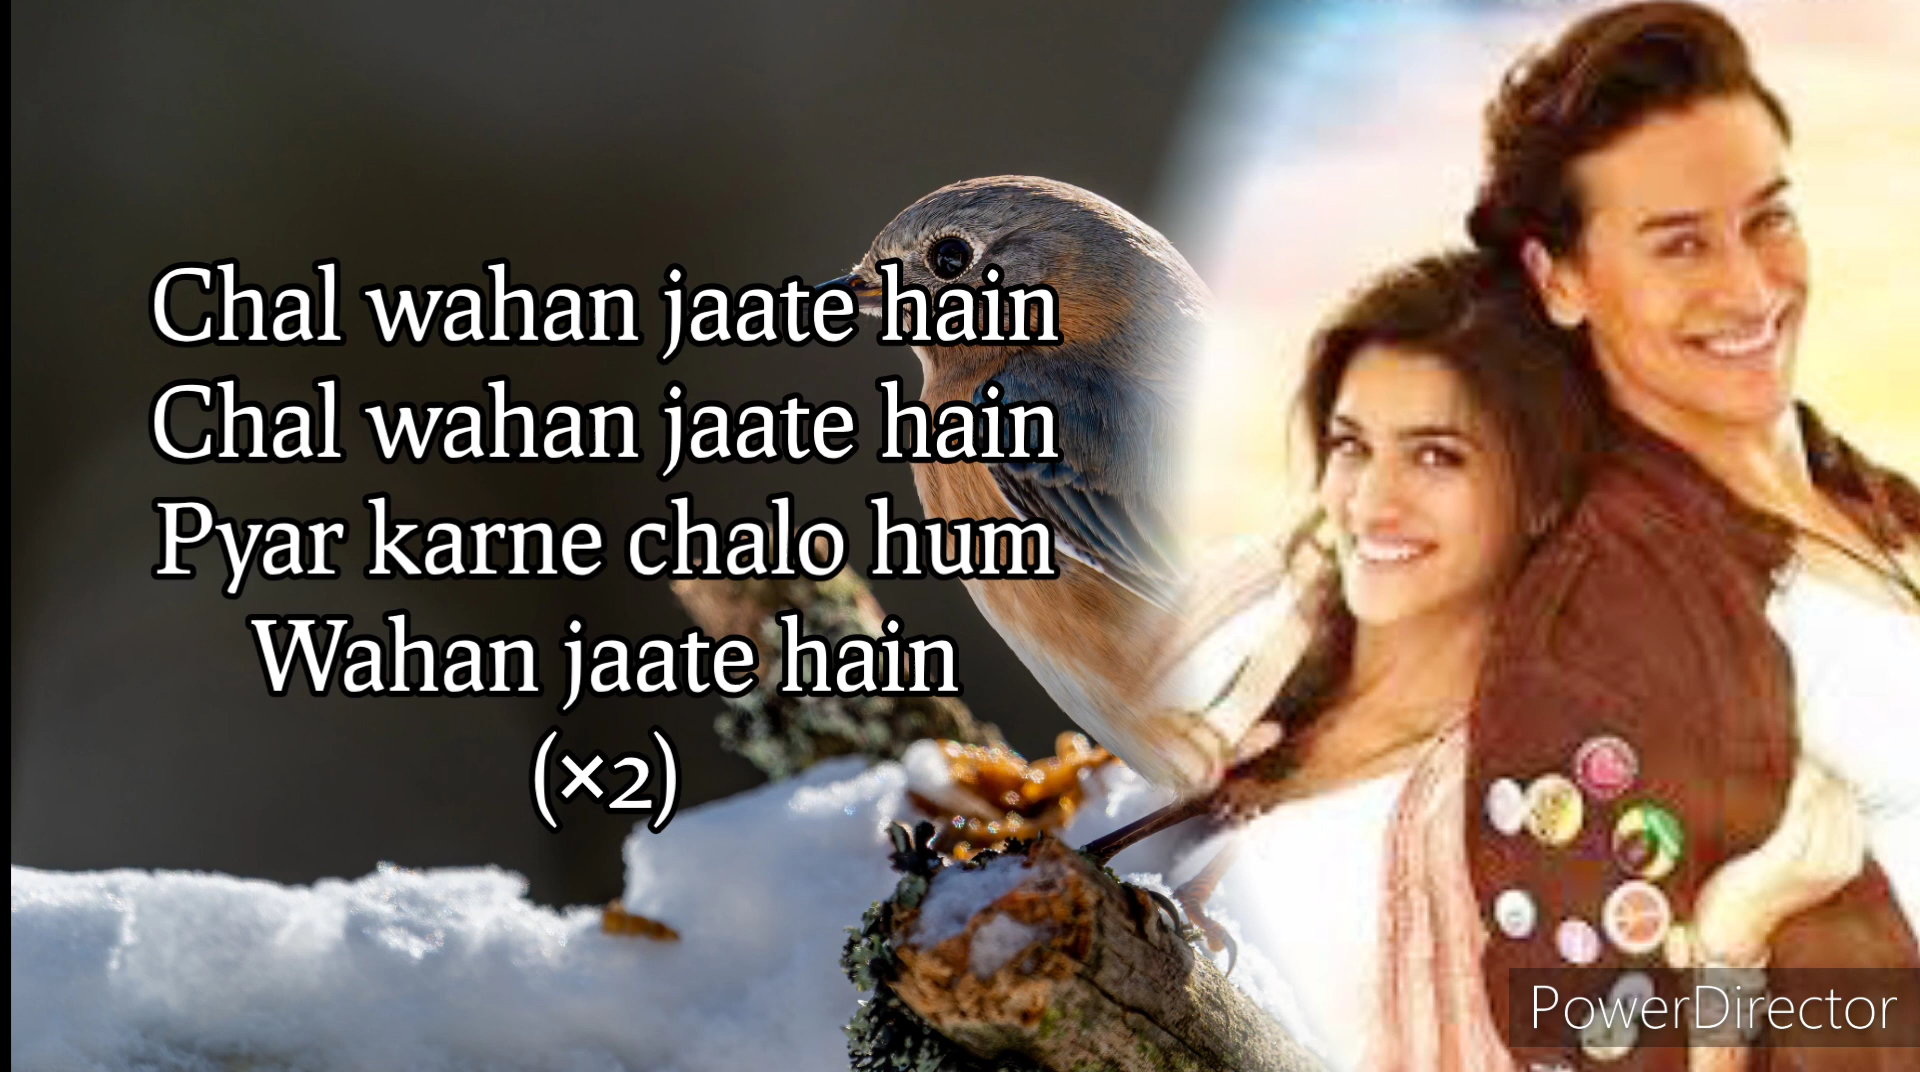 Chal wahan jaate hain
Chal wahan jaate hain
Pyar karne chalo hum
Wahan jaate hain
(×2)
PowerDirector